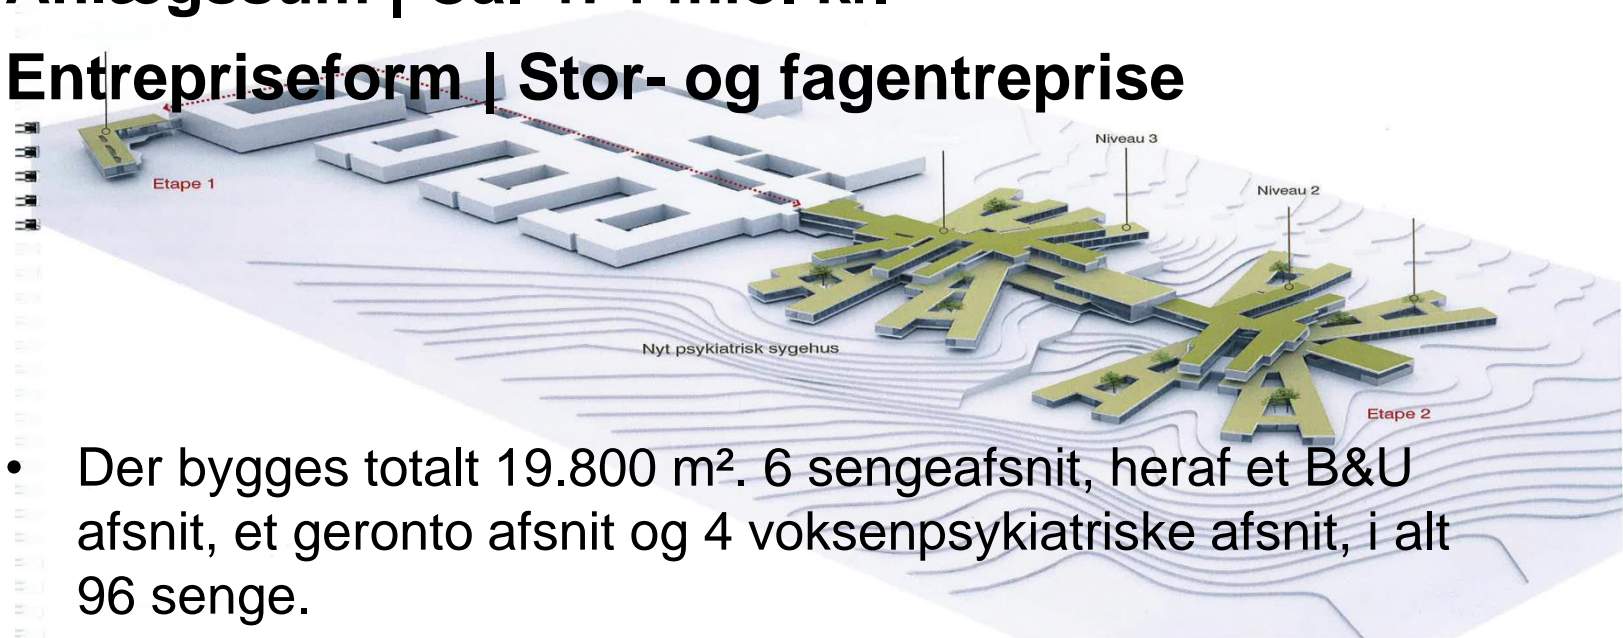 Entrepriseform | Stor- og fagentreprise
Niveau 3
Etape 1
Niveau 2
Nyt psykiatrisk sygehus
Etape 2
• Der bygges totalt 19.800 m². 6 sengeafsnit, heraf et B&U
afsnit, et geronto afsnit og 4 voksenpsykiatriske afsnit, i alt
96 senge.